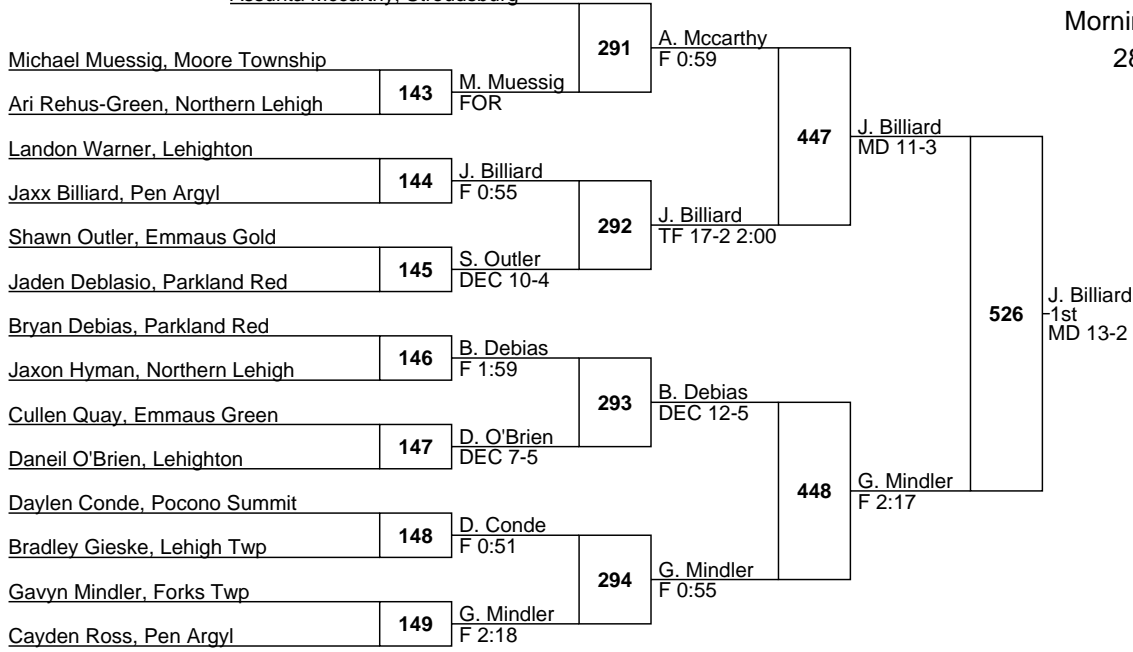 Assunta Mccarthy, Stroudsburg
Mornin
28
291
A. Mccarthy
F 0:59
Michael Muessig, Moore Township
143
M. Muessig
FOR
Ari Rehus-Green, Northern Lehigh
447
J. Billiard
MD 11-3
Landon Warner, Lehighton
144
J. Billiard
F 0:55
Jaxx Billiard, Pen Argyl
292
J. Billiard
TF 17-2 2:00
Shawn Outler, Emmaus Gold
145
S. Outler
DEC 10-4
Jaden Deblasio, Parkland Red
526
J. Billiard
1st
MD 13-2
Bryan Debias, Parkland Red
146
B. Debias
F 1:59
Jaxon Hyman, Northern Lehigh
293
B. Debias
DEC 12-5
Cullen Quay, Emmaus Green
147
D. O'Brien
DEC 7-5
Daneil O'Brien, Lehighton
448
G. Mindler
F 2:17
Daylen Conde, Pocono Summit
148
D. Conde
F 0:51
Bradley Gieske, Lehigh Twp
294
G. Mindler
F 0:55
Gavyn Mindler, Forks Twp
149
G. Mindler
F 2:18
Cayden Ross, Pen Argyl